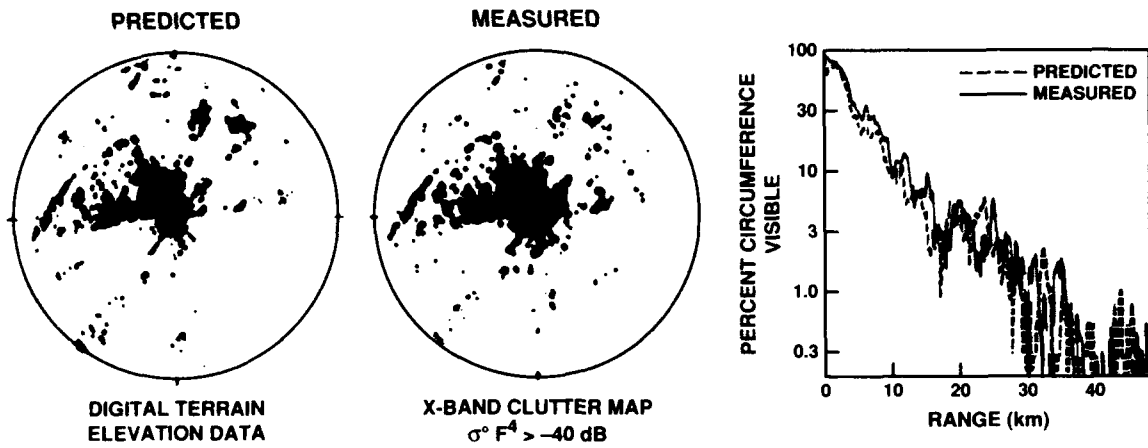 PREDICTED
DIGITAL TERRAIN
ELEVATION DATA
MEASURED
X-BAND CLUTTER MAP
σ° F⁴ > –40 dB
PERCENT CIRCUMFERENCE
VISIBLE
100
30
10
3
1.0
0.3
PREDICTED
MEASURED
0 10 20 30 40
RANGE (km)